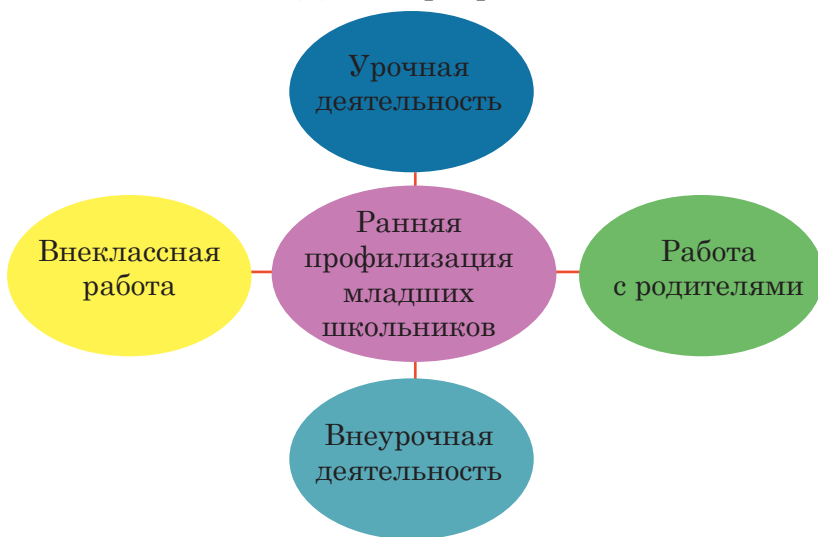 Урочная
деятельность
Внеклассная
работа
Ранняя
профилизация
младших
школьников
Работа
с родителями
Внеурочная
деятельность